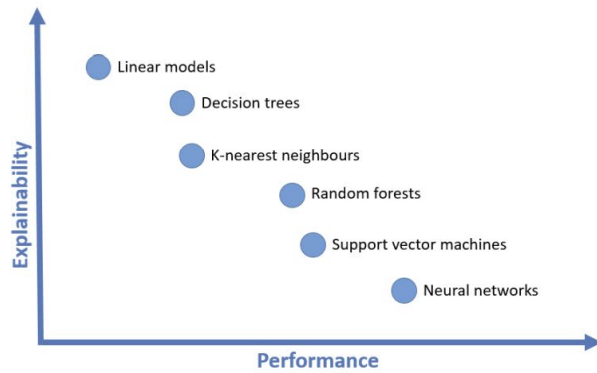 Linear models
Decision trees
K-nearest neighbours
Random forests
Support vector machines
Neural networks
Explainability
Performance